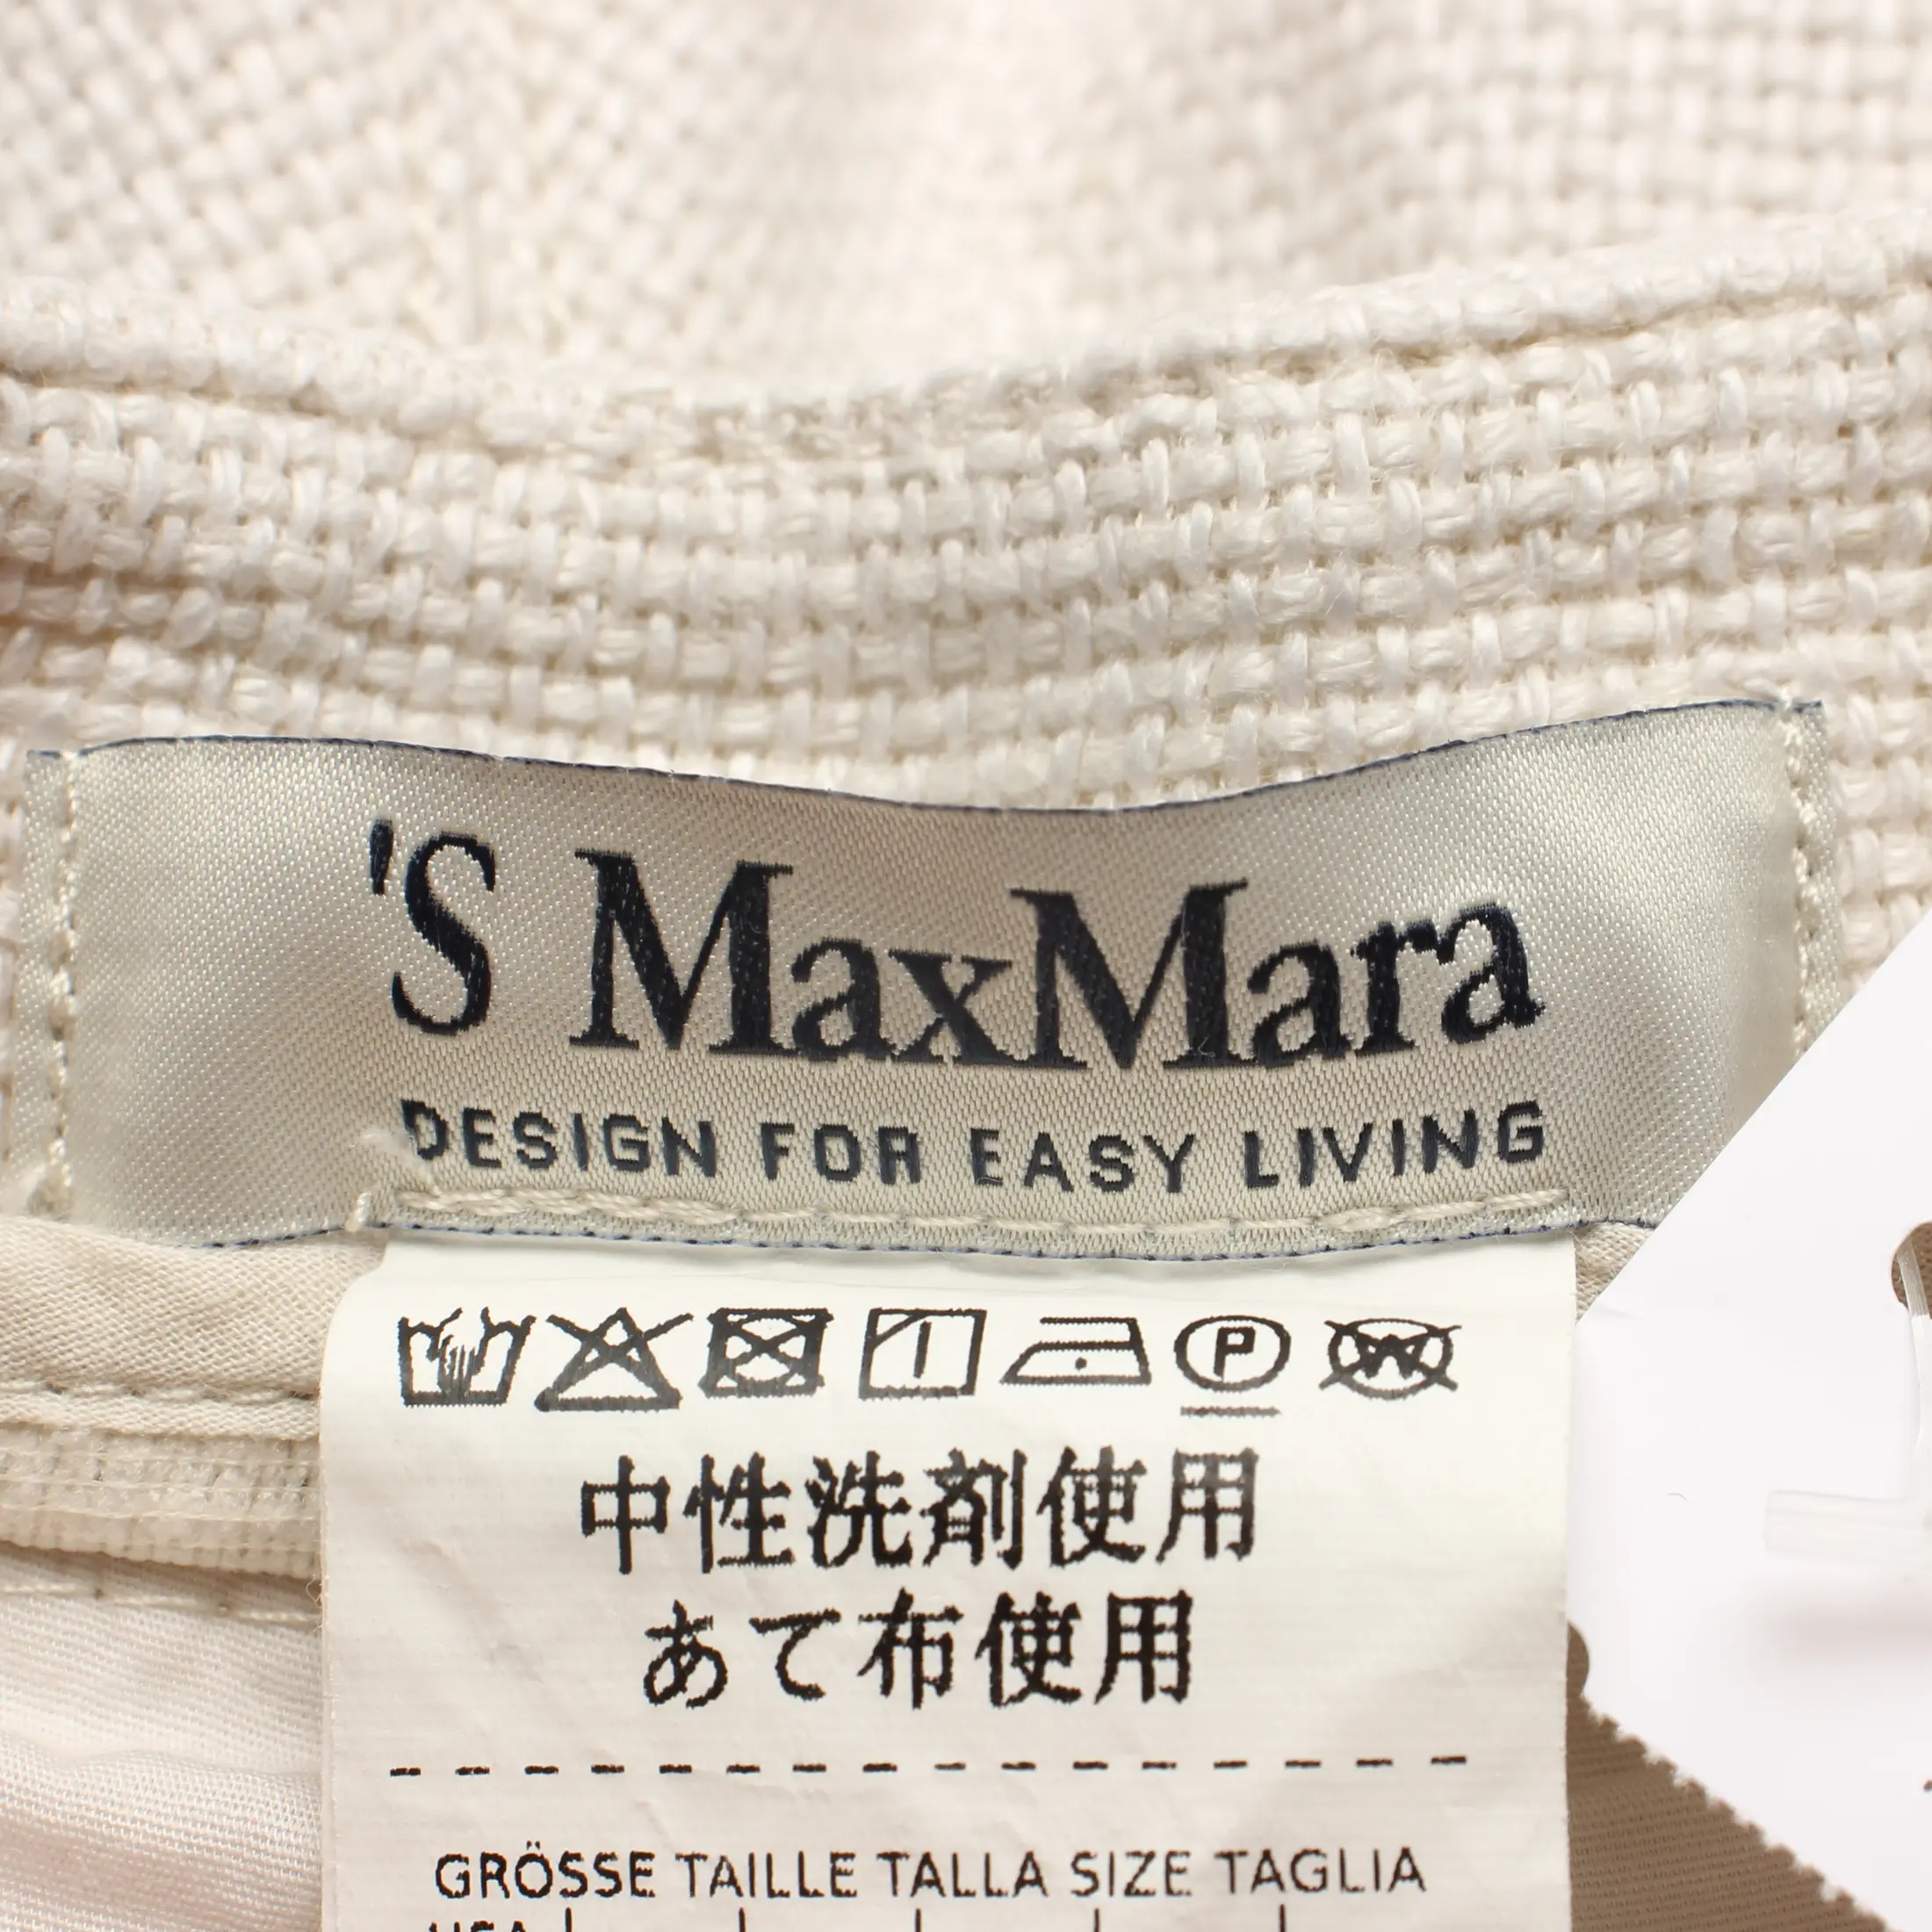 'S MaxMara
DESIGN FOR EASY LIVING
P W
中性洗剤使用
あて布使用
GRÖSSE TAILLE TALLA SIZE TAGLIA
USA